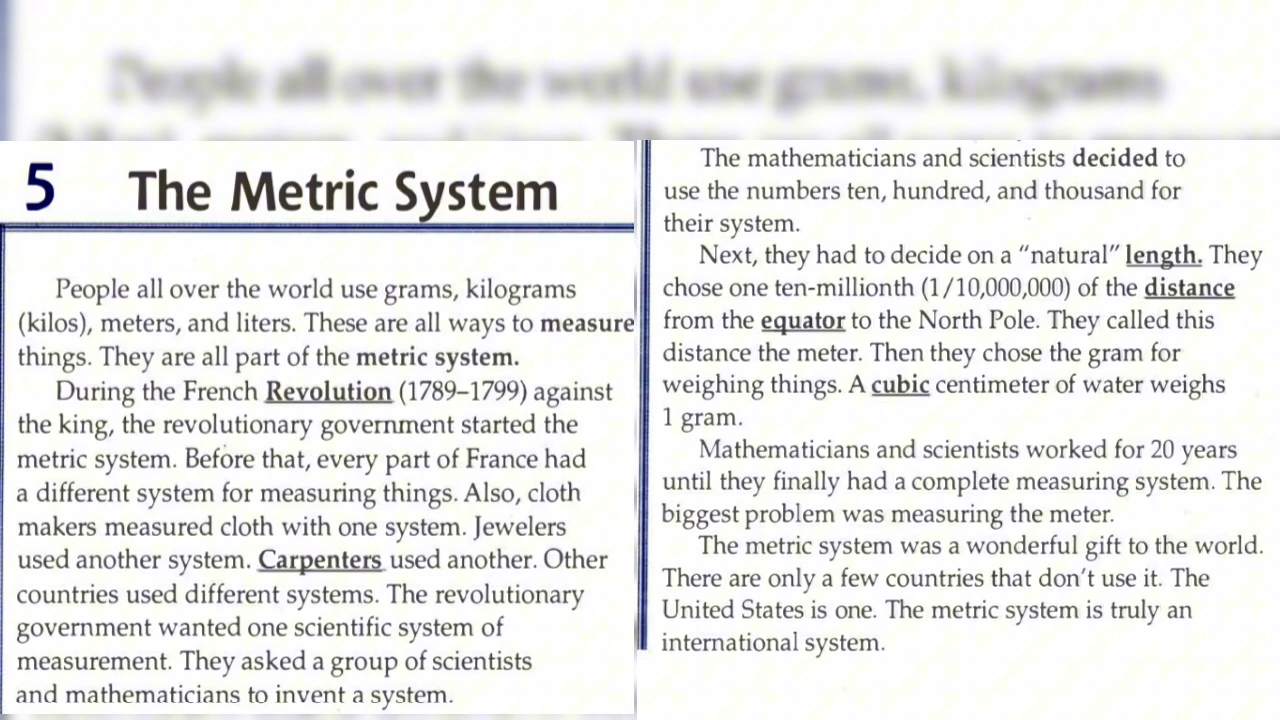 People all over the world use grams, kilograms
5 The Metric System
People all over the world use grams, kilograms
(kilos), meters, and liters. These are all ways to measure
things. They are all part of the metric system.
During the French Revolution (1789–1799) against
the king, the revolutionary government started the
metric system. Before that, every part of France had
a different system for measuring things. Also, cloth
makers measured cloth with one system. Jewelers
used another system. Carpenters used another. Other
countries used different systems. The revolutionary
government wanted one scientific system of
measurement. They asked a group of scientists
and mathematicians to invent a system.
The mathematicians and scientists decided to
use the numbers ten, hundred, and thousand for
their system.
Next, they had to decide on a “natural” length. They
chose one ten-millionth (1/10,000,000) of the distance
from the equator to the North Pole. They called this
distance the meter. Then they chose the gram for
weighing things. A cubic centimeter of water weighs
1 gram.
Mathematicians and scientists worked for 20 years
until they finally had a complete measuring system. The
biggest problem was measuring the meter.
The metric system was a wonderful gift to the world.
There are only a few countries that don’t use it. The
United States is one. The metric system is truly an
international system.